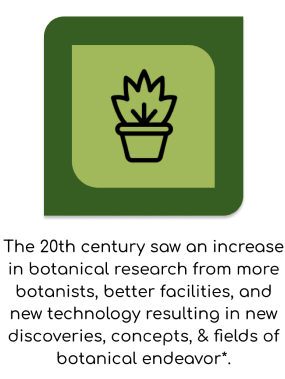 The 20th century saw an increase
in botanical research from more
botanists, better facilities, and
new technology resulting in new
discoveries, concepts, & fields of
botanical endeavor*.